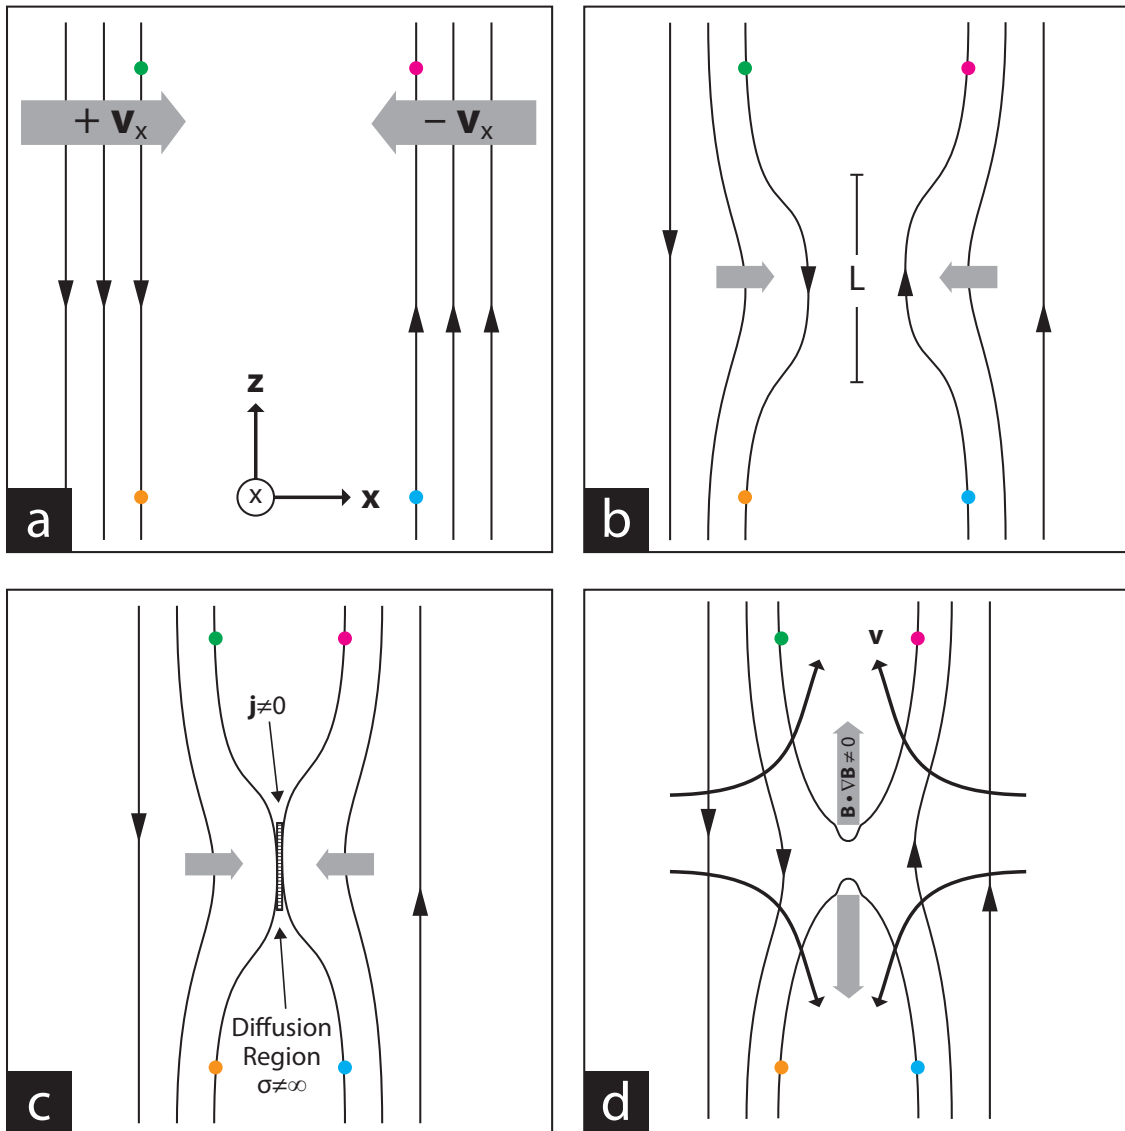 + vₓ
− vₓ
z
x
x
a
L
b
j≠0
Diffusion
Region
σ≠∞
c
v
B • ∇B ≠ 0
d